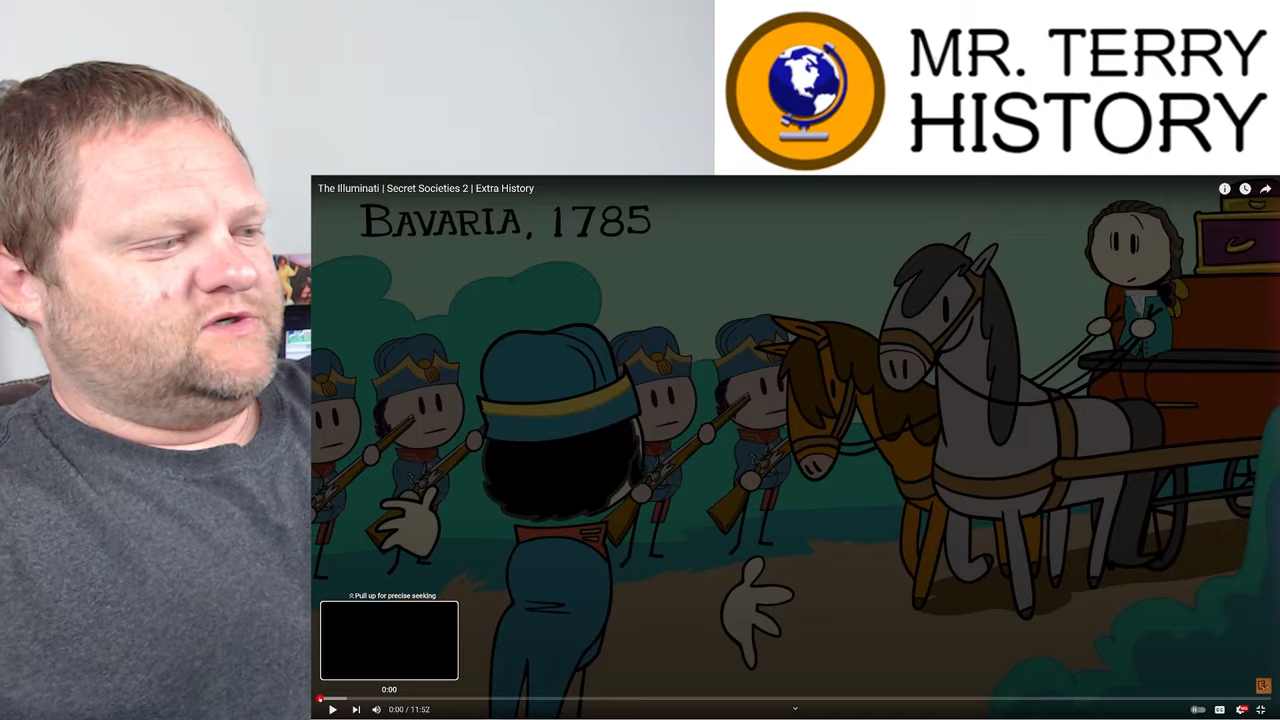 MR. TERRY
HISTORY
The Illuminati | Secret Societies 2 | Extra History
BAVARIA, 1785
Pull up for precise seeking
0:00
0:00 / 11:52
CC